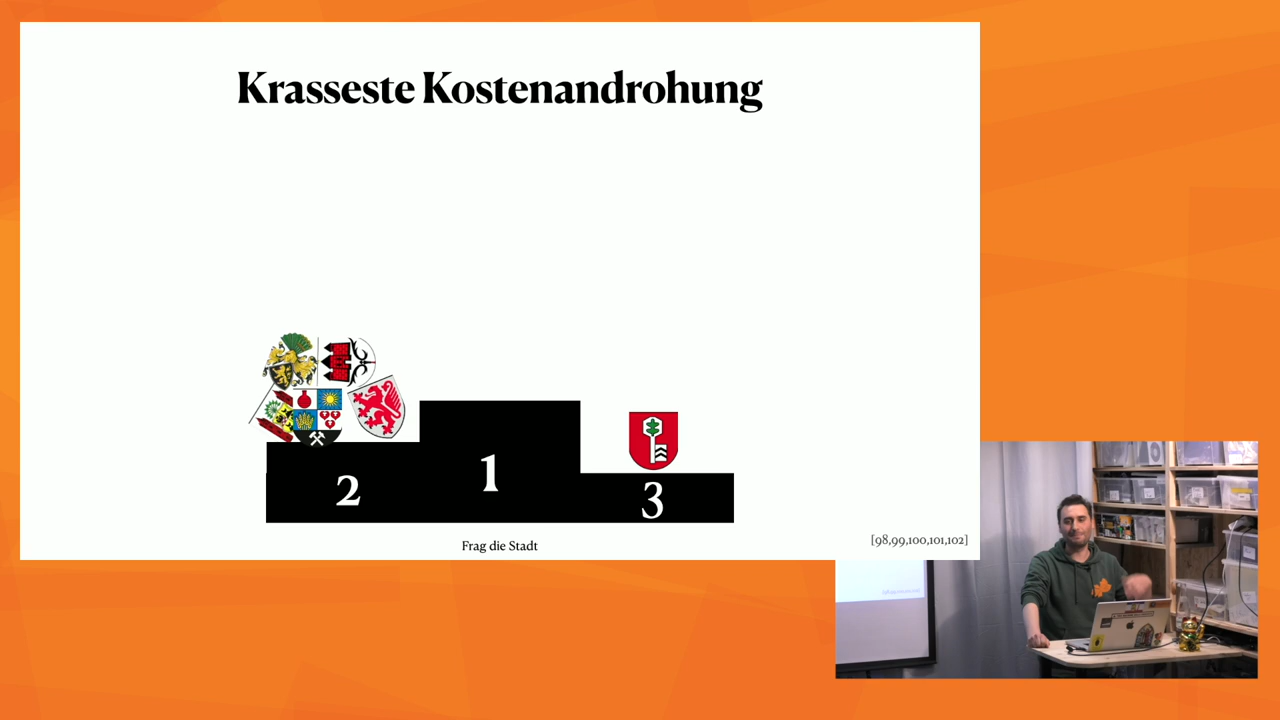 Krasseste Kostenandrohung
2
1
3
Frag die Stadt
[98,99,100,101,102]